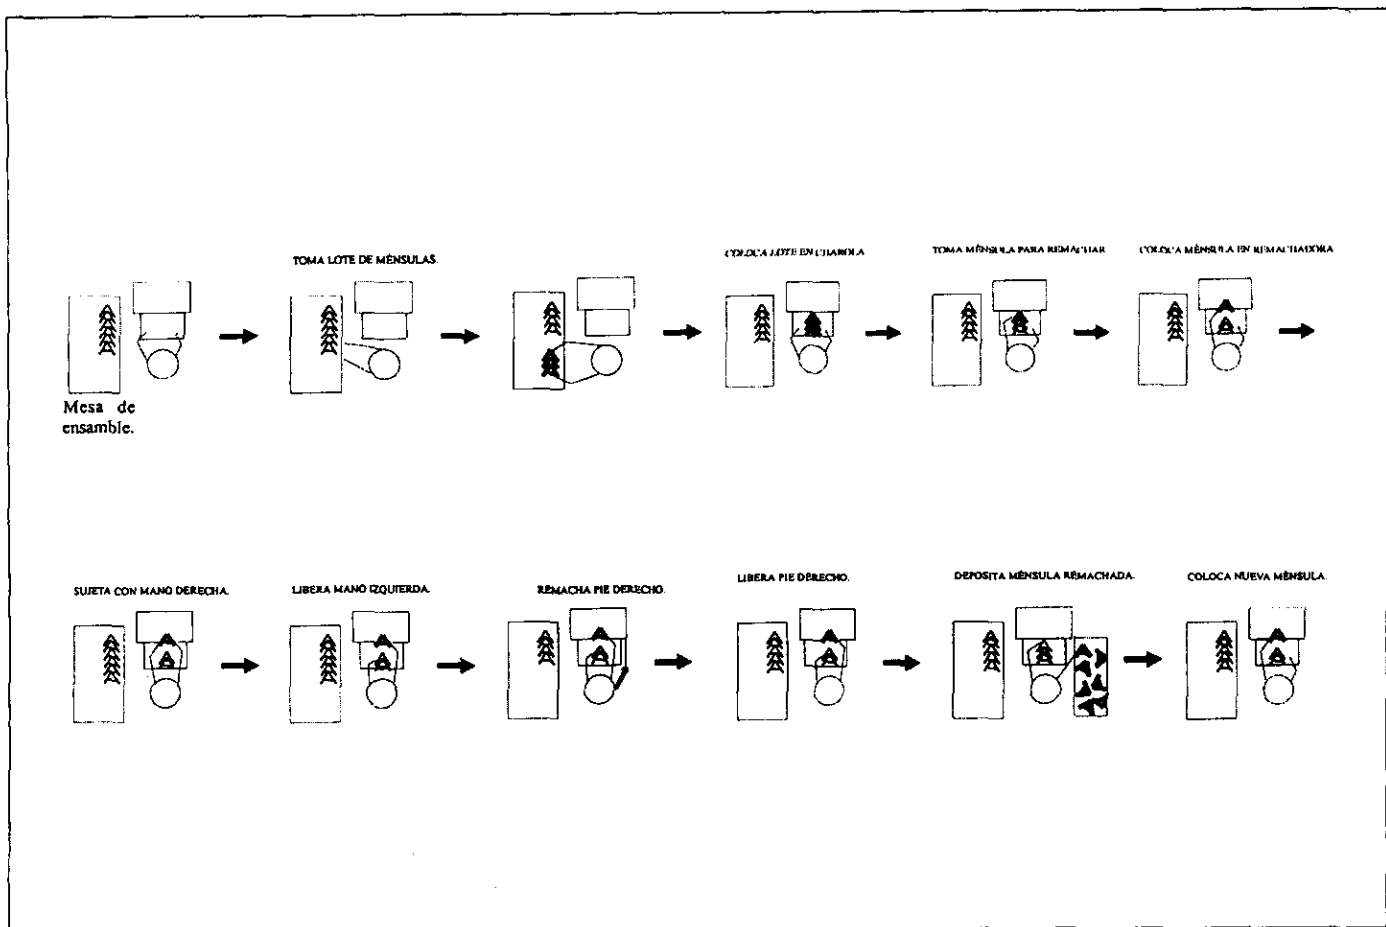 TOMA LOTE DE MÉNSULAS.
COLOCA LOTE EN CHAROLA
TOMA MÉNSULA PARA REMACHAR
COLOCA MÉNSULA EN REMACHADORA
Mesa de
ensamble.
SUJETA CON MANO DERECHA.
LIBERA MANO IZQUIERDA.
REMACHA PIE DERECHO.
LIBERA PIE DERECHO.
DEPOSITA MÉNSULA REMACHADA.
COLOCA NUEVA MÉNSULA.